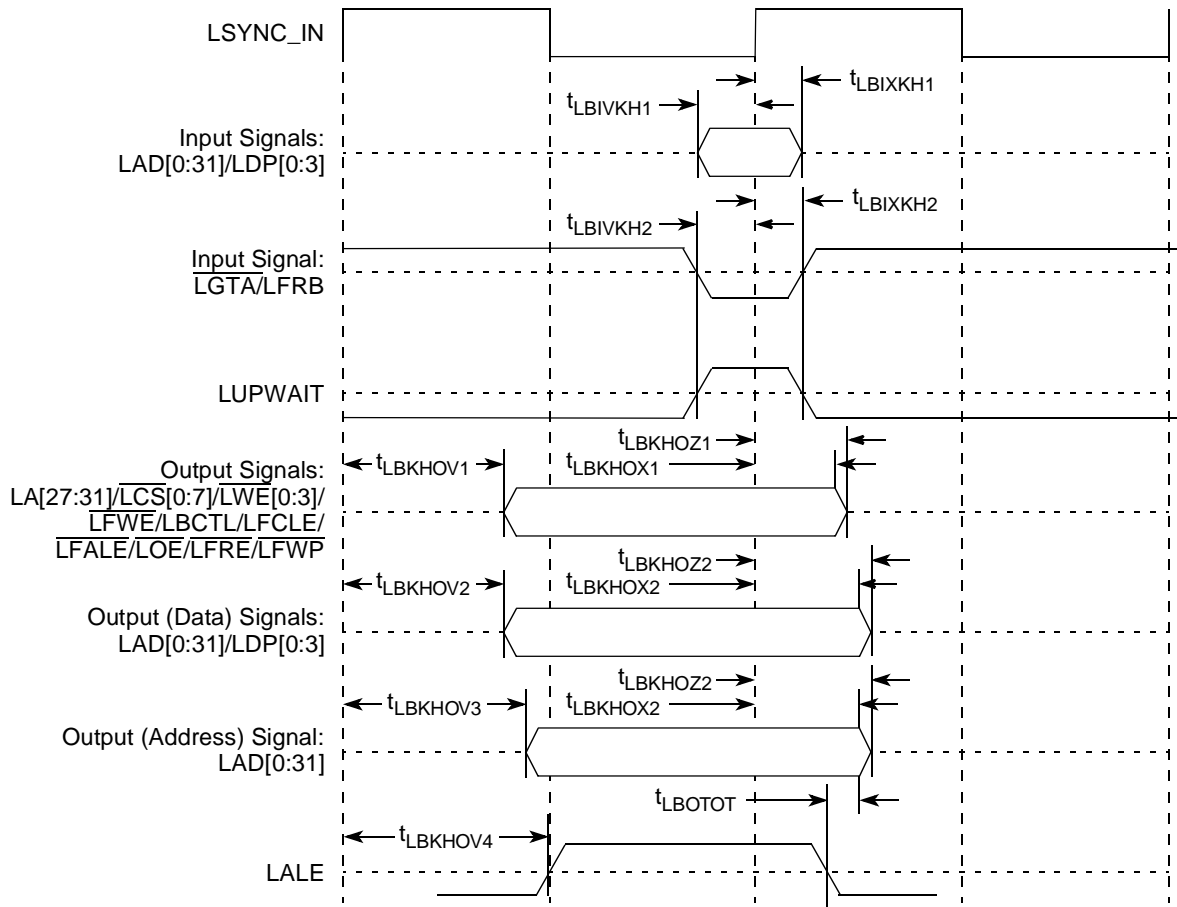 LSYNC_IN
tLBIXKH1
tLBIVKH1
Input Signals:
LAD[0:31]/LDP[0:3]
tLBIXKH2
tLBIVKH2
Input Signal:
LGTA/LFRB
LUPWAIT
tLBKHOZ1
tLBKHOV1
tLBKHOX1
Output Signals:
LA[27:31]/LCS[0:7]/LWE[0:3]/
LFWE/LBCTL/LFCLE/
LFALE/LOE/LFRE/LFWP
tLBKHOZ2
tLBKHOV2
tLBKHOX2
Output (Data) Signals:
LAD[0:31]/LDP[0:3]
tLBKHOZ2
tLBKHOV3
tLBKHOX2
Output (Address) Signal:
LAD[0:31]
tLBOTOT
tLBKHOV4
LALE